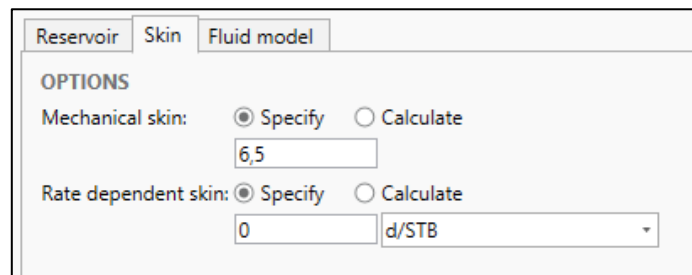 Reservoir Skin Fluid model
OPTIONS
Mechanical skin: Specify Calculate
6,5
Rate dependent skin: Specify Calculate
0 d/STB